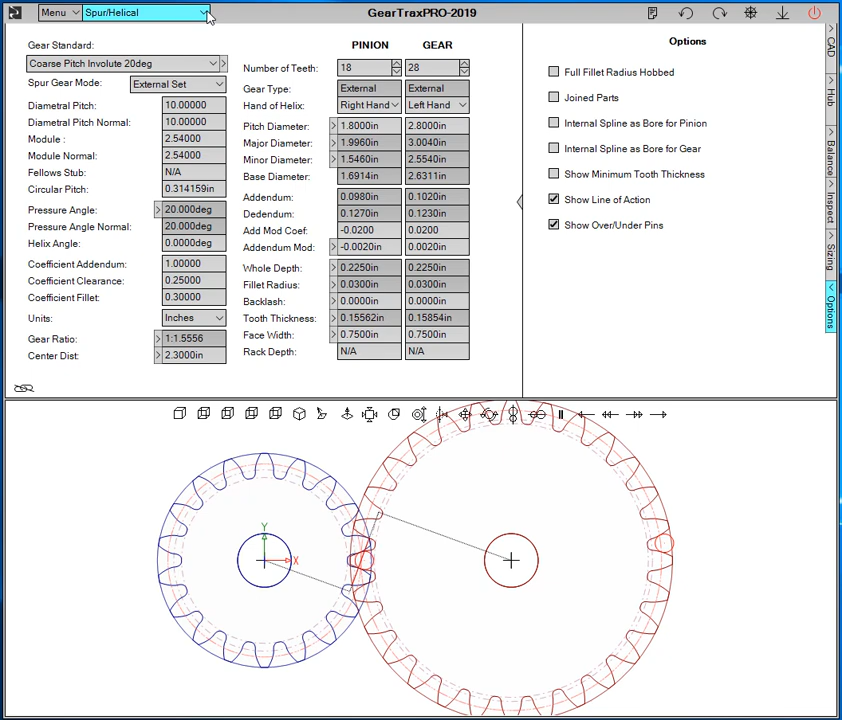 Menu Spur/Helical GearTraxPRO-2019
Gear Standard:
Coarse Pitch Involute 20deg
Spur Gear Mode: External Set
Diametral Pitch: 10.00000
Diametral Pitch Normal: 10.00000
Module : 2.54000
Module Normal: 2.54000
Fellows Stub: N/A
Circular Pitch: 0.314159in
Pressure Angle: 20.000deg
Pressure Angle Normal: 20.000deg
Helix Angle: 0.0000deg
Coefficient Addendum: 1.00000
Coefficient Clearance: 0.25000
Coefficient Fillet: 0.30000
Units: Inches
Gear Ratio: 1:1.5556
Center Dist: 2.3000in
PINION GEAR
Number of Teeth: 18 28
Gear Type: External External
Hand of Helix: Right Hand Left Hand
Pitch Diameter: 1.8000in 2.8000in
Major Diameter: 1.9960in 3.0040in
Minor Diameter: 1.5460in 2.5540in
Base Diameter: 1.6914in 2.6311in
Addendum: 0.0980in 0.1020in
Dedendum: 0.1270in 0.1230in
Add Mod Coef: -0.0200 0.0200
Addendum Mod: -0.0020in 0.0020in
Whole Depth: 0.2250in 0.2250in
Fillet Radius: 0.0300in 0.0300in
Backlash: 0.0000in 0.0000in
Tooth Thickness: 0.15562in 0.15854in
Face Width: 0.7500in 0.7500in
Rack Depth: N/A N/A
Options
Full Fillet Radius Hobbed
Joined Parts
Internal Spline as Bore for Pinion
Internal Spline as Bore for Gear
Show Minimum Tooth Thickness
Show Line of Action
Show Over/Under Pins
CAD
Hub
Balance
Inspect
Sizing
Options
Y
X